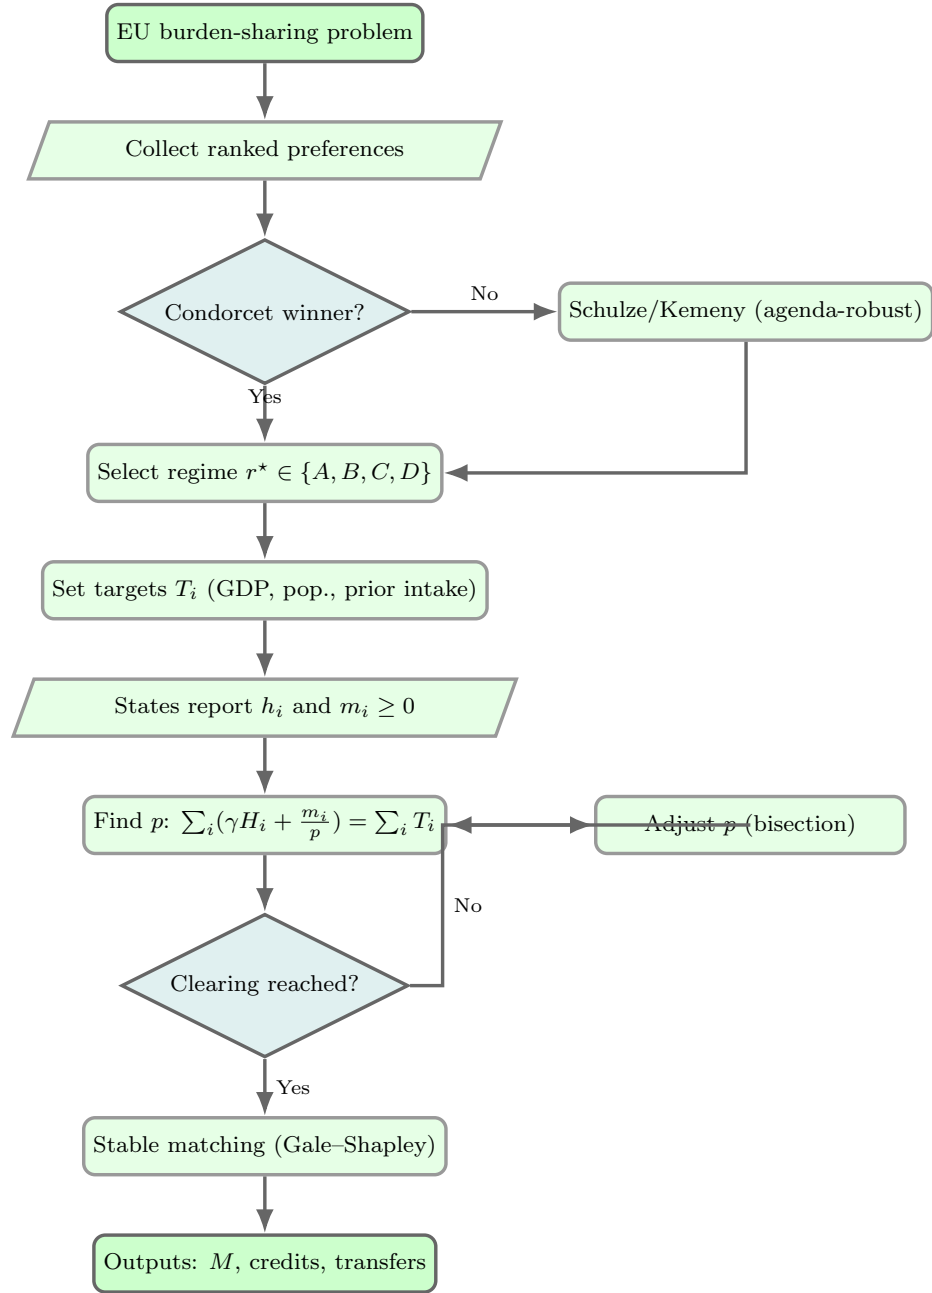 EU burden-sharing problem
Collect ranked preferences
Condorcet winner?
No
Schulze/Kemeny (agenda-robust)
Yes
Select regime r⋆ ∈ {A, B, C, D}
Set targets T_i (GDP, pop., prior intake)
States report h_i and m_i ≥ 0
Find p: ∑_i(γH_i + m_i/p) = ∑_i T_i
Adjust p (bisection)
No
Clearing reached?
Yes
Stable matching (Gale–Shapley)
Outputs: M, credits, transfers